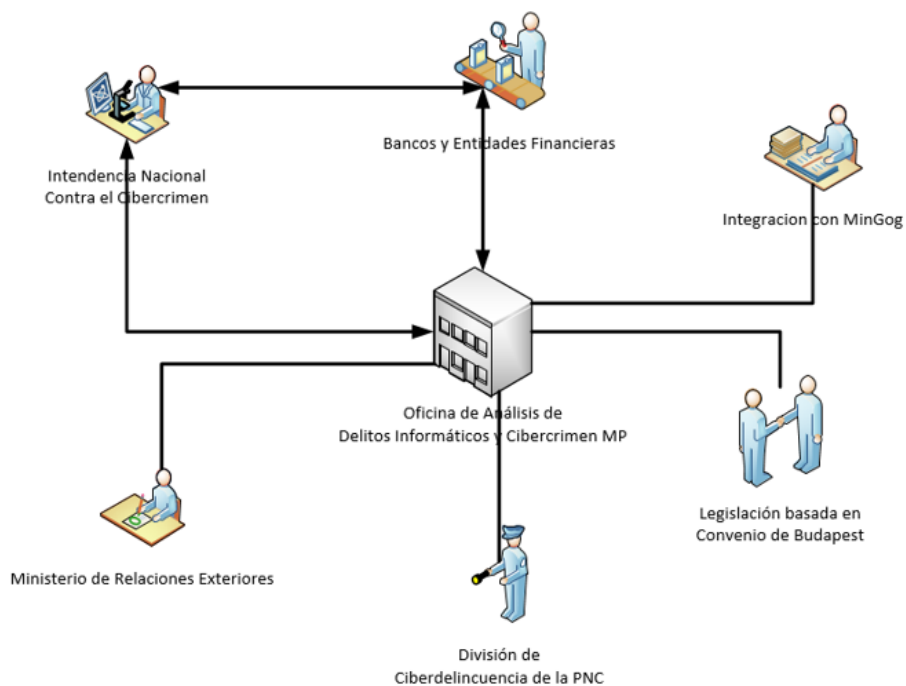 Bancos y Entidades Financieras
Intendencia Nacional
Contra el Cibercrimen
Integracion con MinGog
Oficina de Análisis de
Delitos Informáticos y Cibercrimen MP
Legislación basada en
Convenio de Budapest
Ministerio de Relaciones Exteriores
División de
Ciberdelincuencia de la PNC